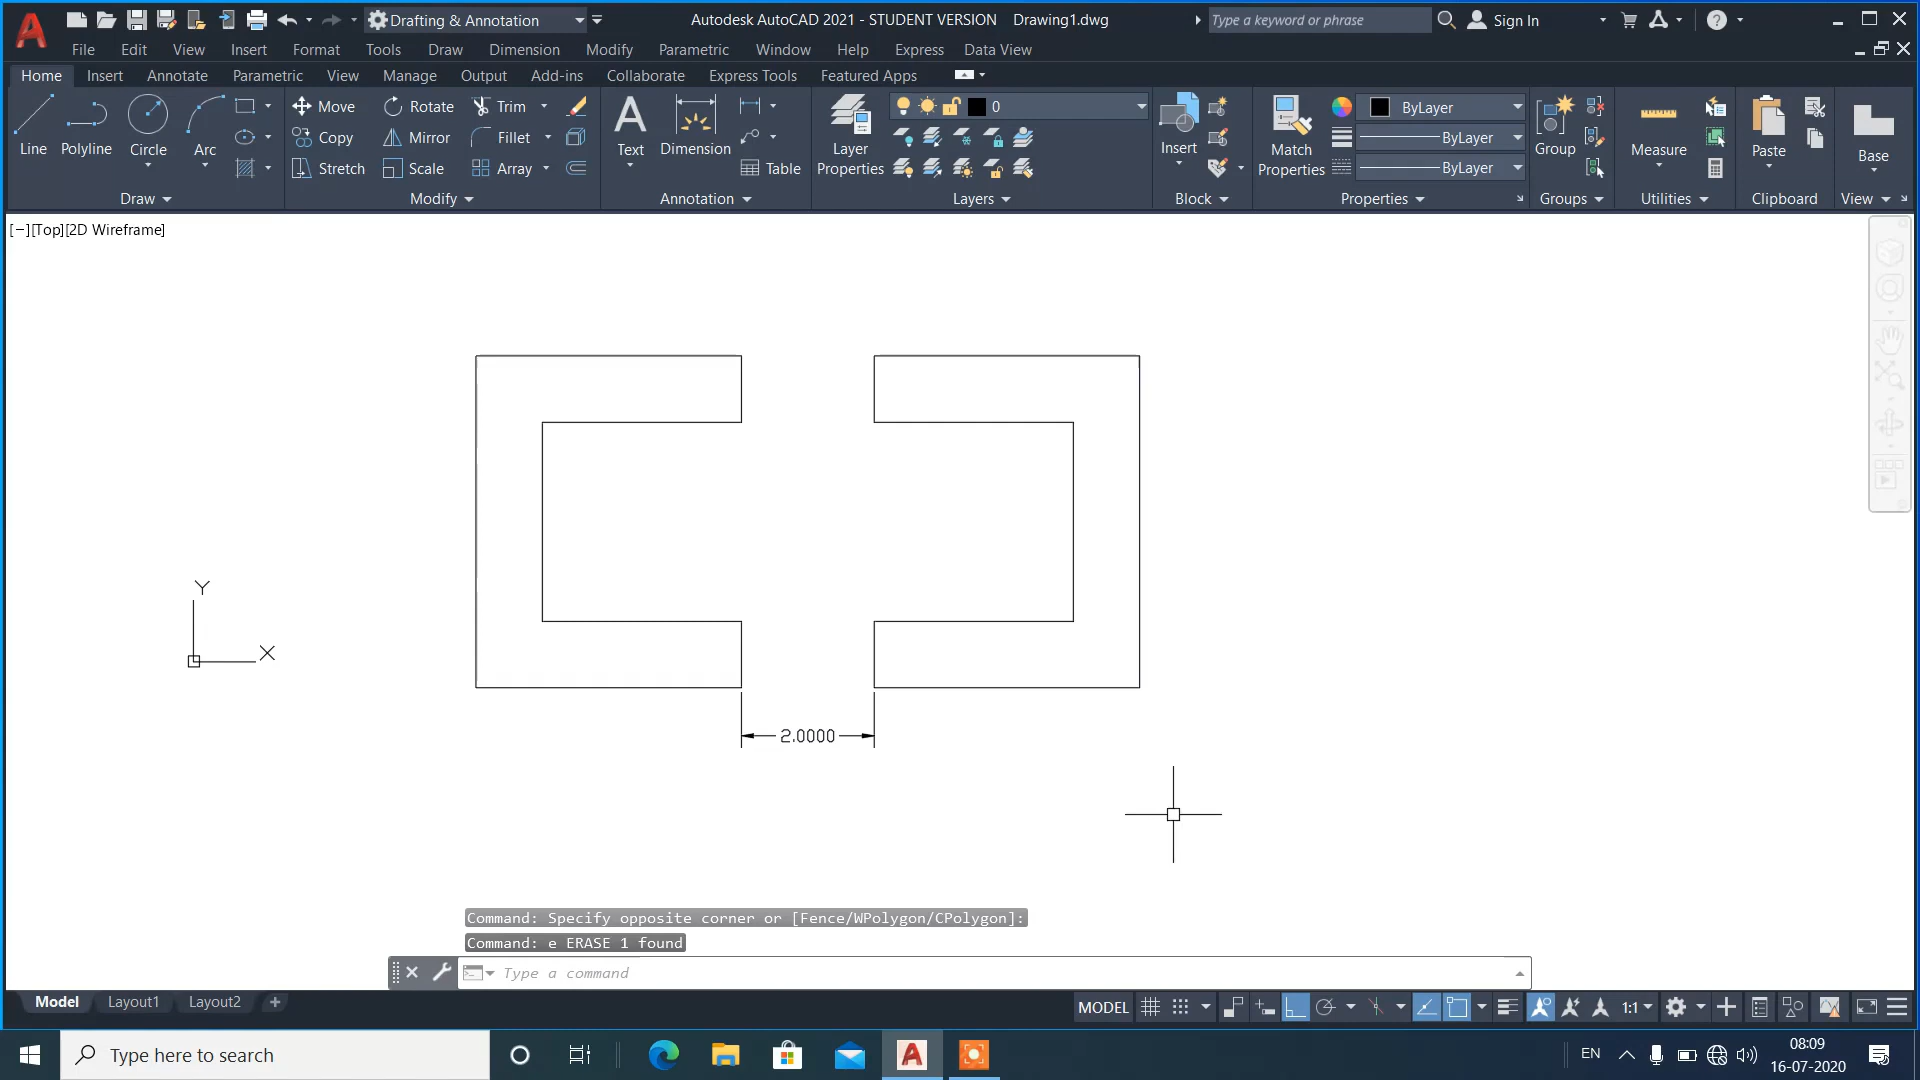 Drafting & Annotation
Autodesk AutoCAD 2021 - STUDENT VERSION Drawing1.dwg
Type a keyword or phrase
Sign In
File Edit View Insert Format Tools Draw Dimension Modify Parametric Window Help Express Data View
Home Insert Annotate Parametric View Manage Output Add-ins Collaborate Express Tools Featured Apps
Line Polyline Circle Arc
Move Rotate Trim
Copy Mirror Fillet
Stretch Scale Array
Text Dimension Table
Layer Properties
0
Insert
Match Properties
ByLayer
ByLayer
ByLayer
Group Measure Paste Base
Draw Modify Annotation Layers Block Properties Groups Utilities Clipboard View
[−][Top][2D Wireframe]
Y
X
2.0000
Command: Specify opposite corner or [Fence/WPolygon/CPolygon]:
Command: e ERASE 1 found
Type a command
Model Layout1 Layout2 +
MODEL 1:1
Type here to search
EN
08:09
16-07-2020